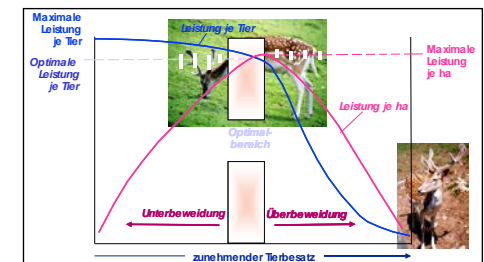 Maximale
Leistung
je Tier
Leistung je Tier
Optimale
Leistung
je Tier
Maximale
Leistung
je ha
Leistung je ha
Optimal-
bereich
Unterbeweidung
Überbeweidung
zunehmender Tierbesatz